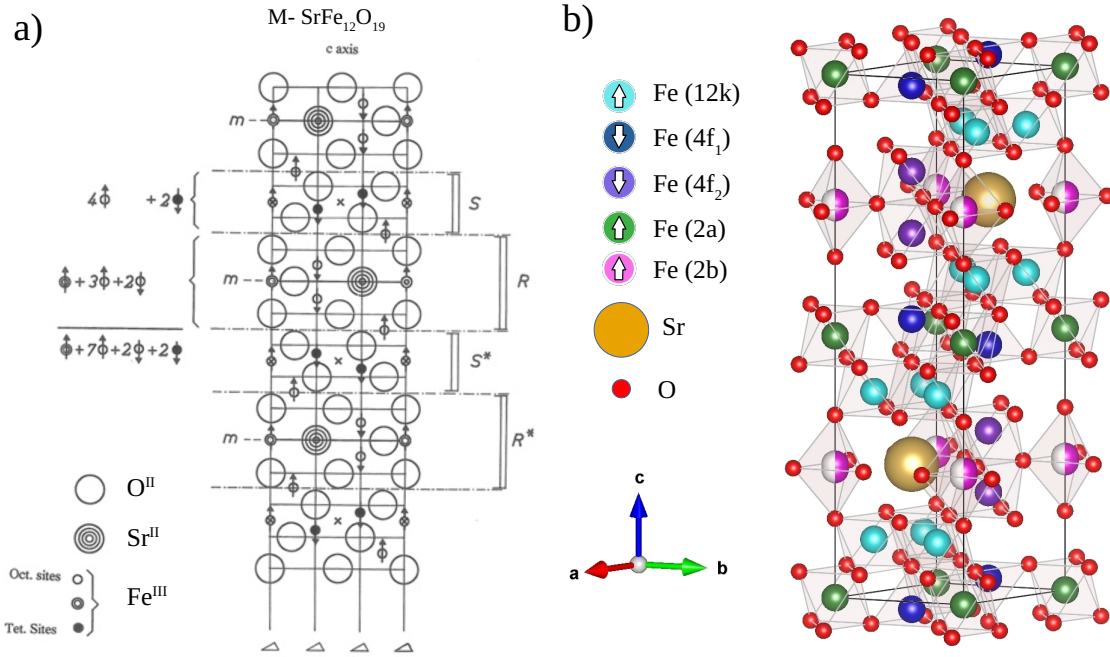 a)
M- SrFe₁₂O₁₉
c axis
m
4 +2
S
+3 +2
m
R
+7 +2 +2
S*
m
R*
Oᴵᴵ
Srᴵᴵ
Oct. sites
Feᴵᴵᴵ
Tet. Sites
b)
Fe (12k)
Fe (4f₁)
Fe (4f₂)
Fe (2a)
Fe (2b)
Sr
O
c
a
b